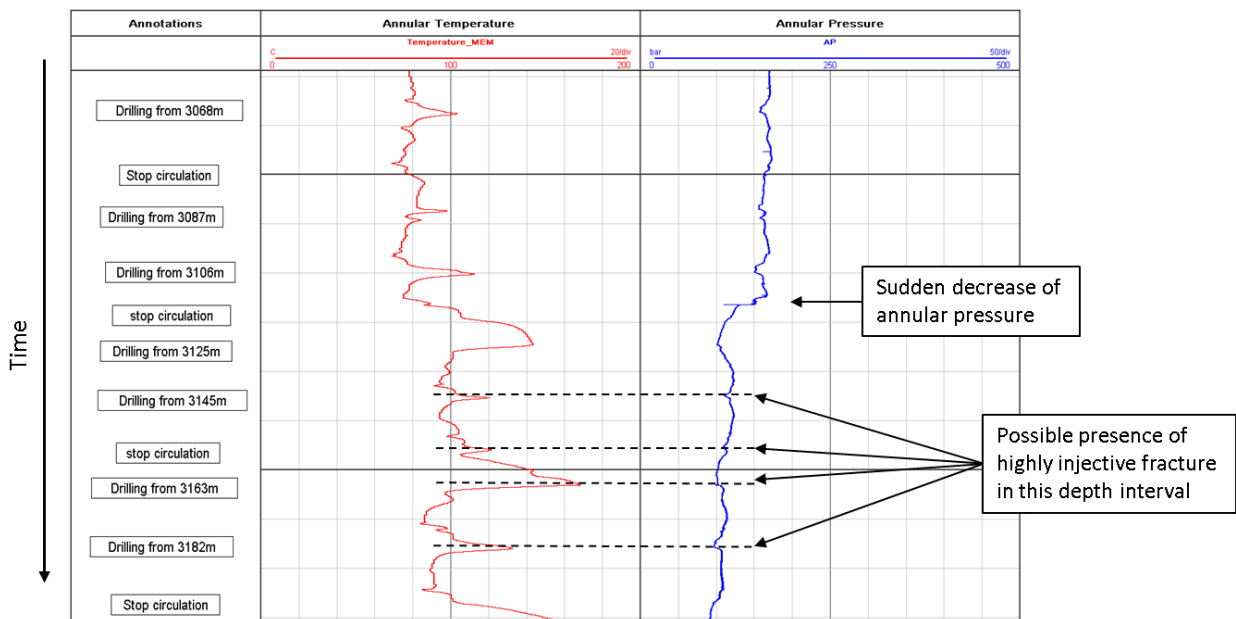 Annotations
Annular Temperature
Annular Pressure
Temperature_MEM
C 20/div
0 100 200
AP
bar 50/div
0 250 500
Time
Drilling from 3068m
Stop circulation
Drilling from 3087m
Drilling from 3106m
stop circulation
Drilling from 3125m
Drilling from 3145m
stop circulation
Drilling from 3163m
Drilling from 3182m
Stop circulation
Sudden decrease of
annular pressure
Possible presence of
highly injective fracture
in this depth interval